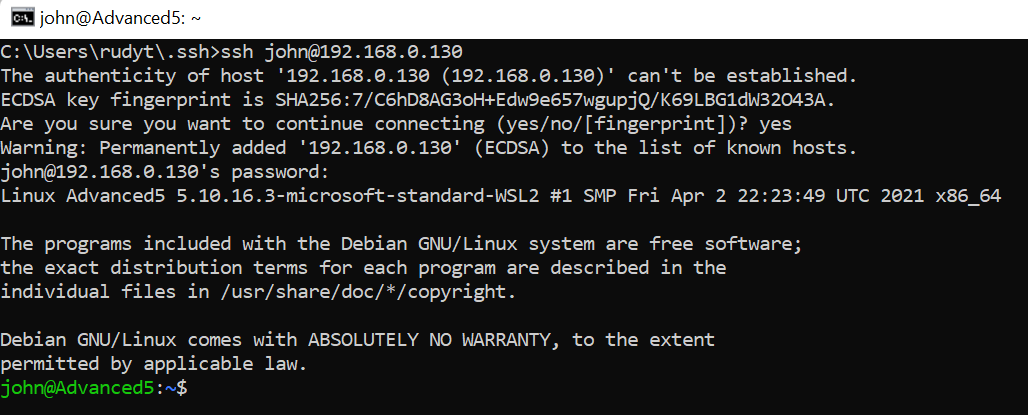 john@Advanced5: ~
C:\Users\rudyt\.ssh>ssh john@192.168.0.130
The authenticity of host '192.168.0.130 (192.168.0.130)' can't be established.
ECDSA key fingerprint is SHA256:7/C6hD8AG3oH+Edw9e657wgupjQ/K69LBG1dW32O43A.
Are you sure you want to continue connecting (yes/no/[fingerprint])? yes
Warning: Permanently added '192.168.0.130' (ECDSA) to the list of known hosts.
john@192.168.0.130's password:
Linux Advanced5 5.10.16.3-microsoft-standard-WSL2 #1 SMP Fri Apr 2 22:23:49 UTC 2021 x86_64
The programs included with the Debian GNU/Linux system are free software;
the exact distribution terms for each program are described in the
individual files in /usr/share/doc/*/copyright.
Debian GNU/Linux comes with ABSOLUTELY NO WARRANTY, to the extent
permitted by applicable law.
john@Advanced5:~$